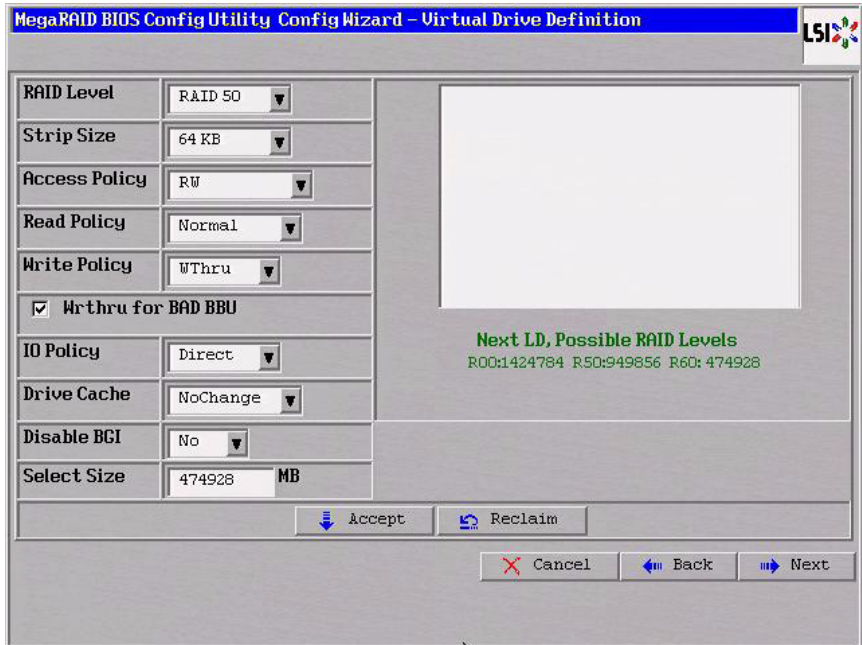 MegaRAID BIOS Config Utility Config Wizard – Virtual Drive Definition
LSI
RAID Level RAID 50
Strip Size 64 KB
Access Policy RW
Read Policy Normal
Write Policy WThru
Wrthru for BAD BBU
IO Policy Direct
Drive Cache NoChange
Disable BGI No
Select Size 474928 MB
Next LD, Possible RAID Levels
R00:1424784 R50:949856 R60: 474928
Accept Reclaim
Cancel Back Next